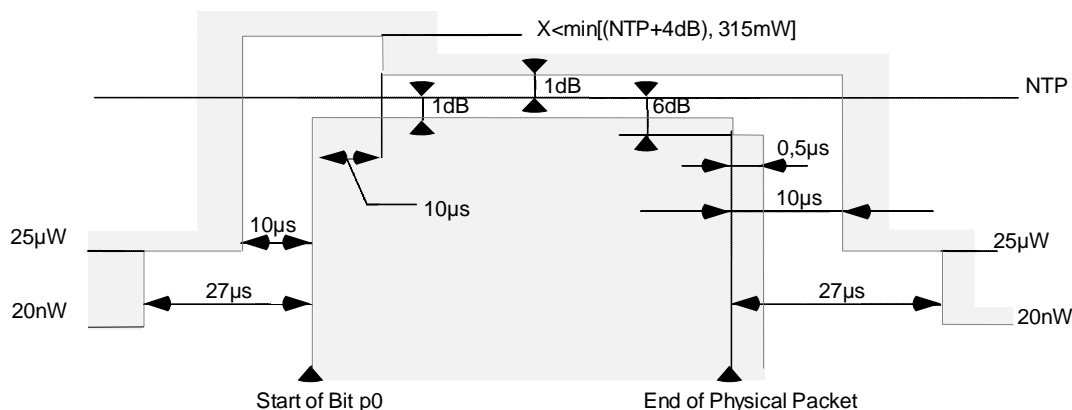 X<min[(NTP+4dB), 315mW]
NTP
1dB
1dB
6dB
0,5µs
10µs
10µs
10µs
25µW
25µW
27µs
27µs
20nW
20nW
Start of Bit p0
End of Physical Packet